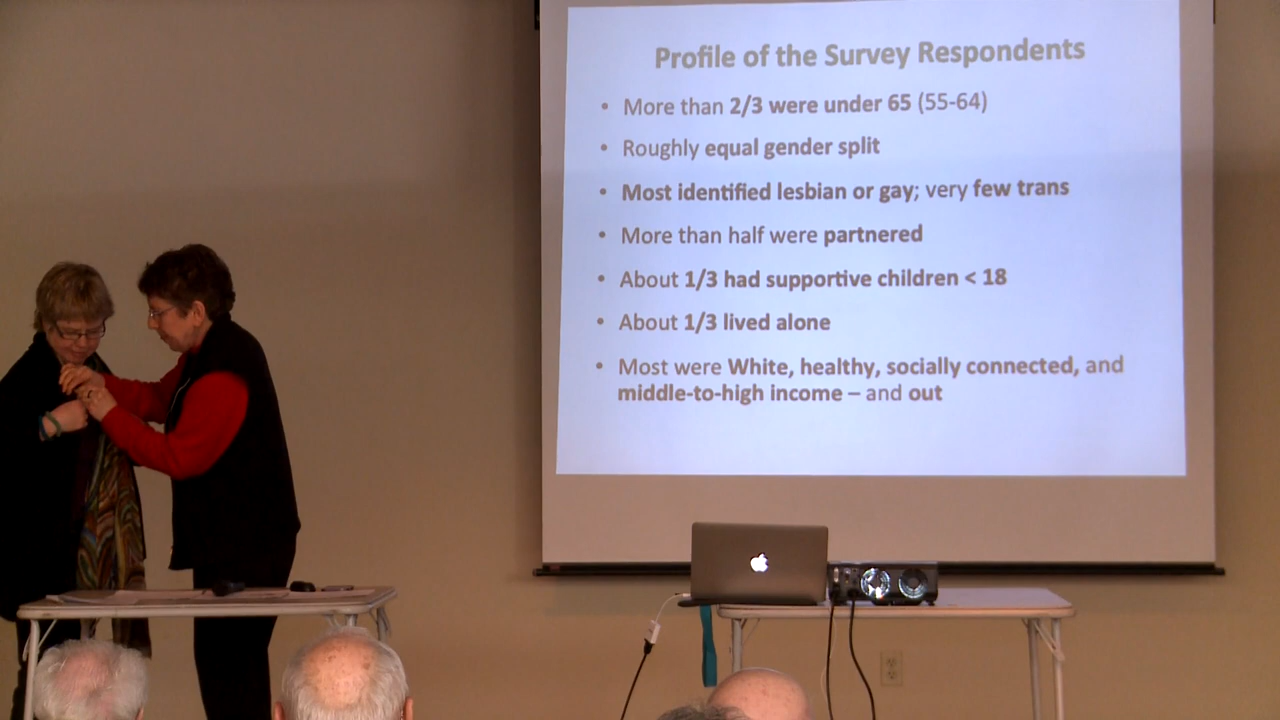 Profile of the Survey Respondents
• More than 2/3 were under 65 (55-64)
• Roughly equal gender split
• Most identified lesbian or gay; very few trans
• More than half were partnered
• About 1/3 had supportive children < 18
• About 1/3 lived alone
• Most were White, healthy, socially connected, and
middle-to-high income – and out